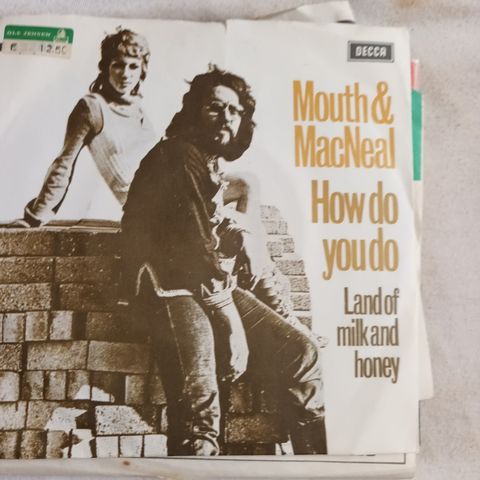 OLE JENSEN
12.50
DECCA
Mouth &
MacNeal
How do
you do
Land of
milk and
honey